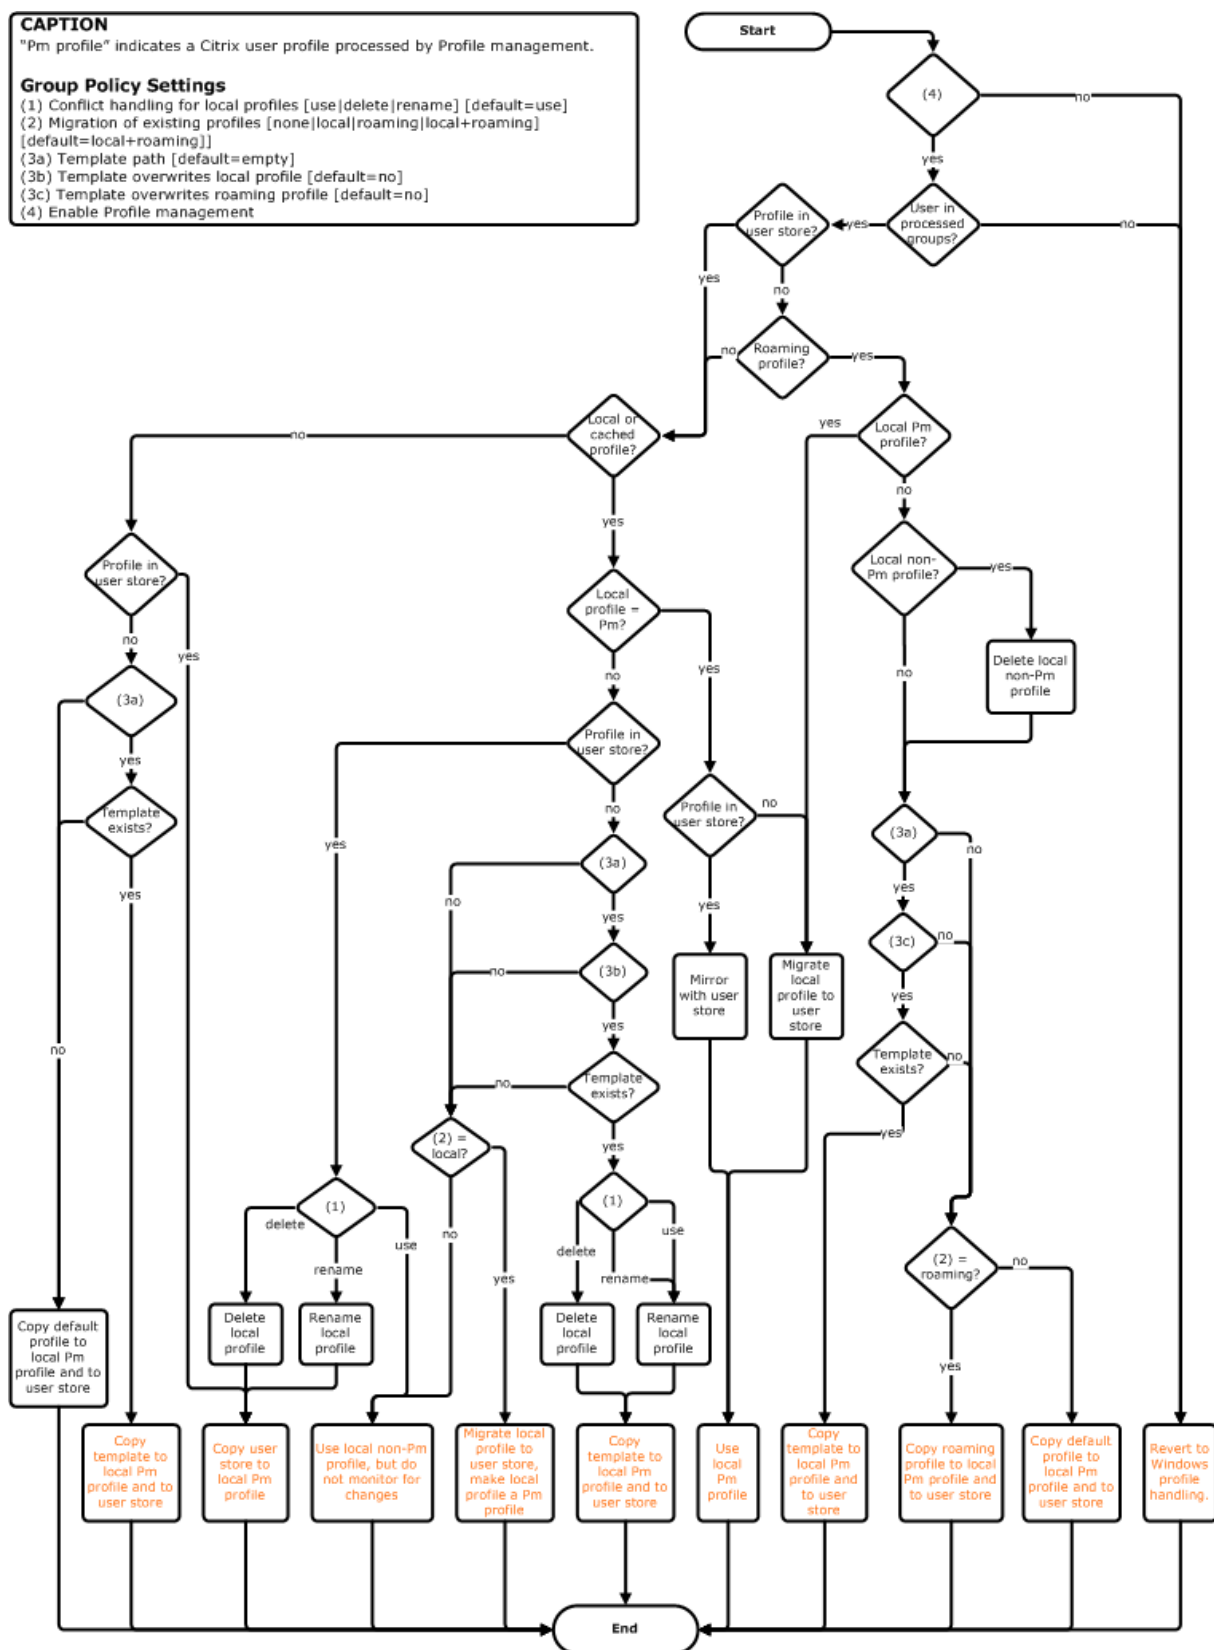 CAPTION
"Pm profile" indicates a Citrix user profile processed by Profile management.
Group Policy Settings
(1) Conflict handling for local profiles [use|delete|rename] [default=use]
(2) Migration of existing profiles [none|local|roaming|local+roaming]
[default=local+roaming]]
(3a) Template path [default=empty]
(3b) Template overwrites local profile [default=no]
(3c) Template overwrites roaming profile [default=no]
(4) Enable Profile management
Start
(4)
no
yes
User in
processed
groups?
no
yes
Profile in
user store?
yes
no
Roaming
profile?
no
yes
Local or
cached
profile?
no
yes
Local Pm
profile?
yes
no
Profile in
user store?
no
yes
Local
profile =
Pm?
yes
no
Local non-
Pm profile?
yes
no
Delete local
non-Pm
profile
(3a)
yes
no
Template
exists?
yes
Profile in
user store?
yes
no
Profile in
user store?
no
yes
(3a)
no
yes
(3b)
no
yes
Template
exists?
no
yes
Mirror
with user
store
Migrate
local
profile to
user
store
(3a)
no
yes
(3c)
no
yes
Template
exists?
no
yes
(2) =
local?
no
yes
(1)
delete
use
rename
(1)
delete
use
rename
(2) =
roaming?
no
yes
Copy default
profile to
local Pm
profile and to
user store
Delete
local
profile
Rename
local
profile
Delete
local
profile
Rename
local
profile
Copy
template to
local Pm
profile and to
user store
Copy user
store to
local Pm
profile
Use local non-Pm
profile, but do
not monitor for
changes
Migrate local
profile to
user store,
make local
profile a Pm
profile
Copy
template to
local Pm
profile and to
user store
Use
local
Pm
profile
Copy
template to
local Pm
profile and
to user
store
Copy roaming
profile to local
Pm profile and
to user store
Copy default
profile to
local Pm
profile and to
user store
Revert to
Windows
profile
handling.
End